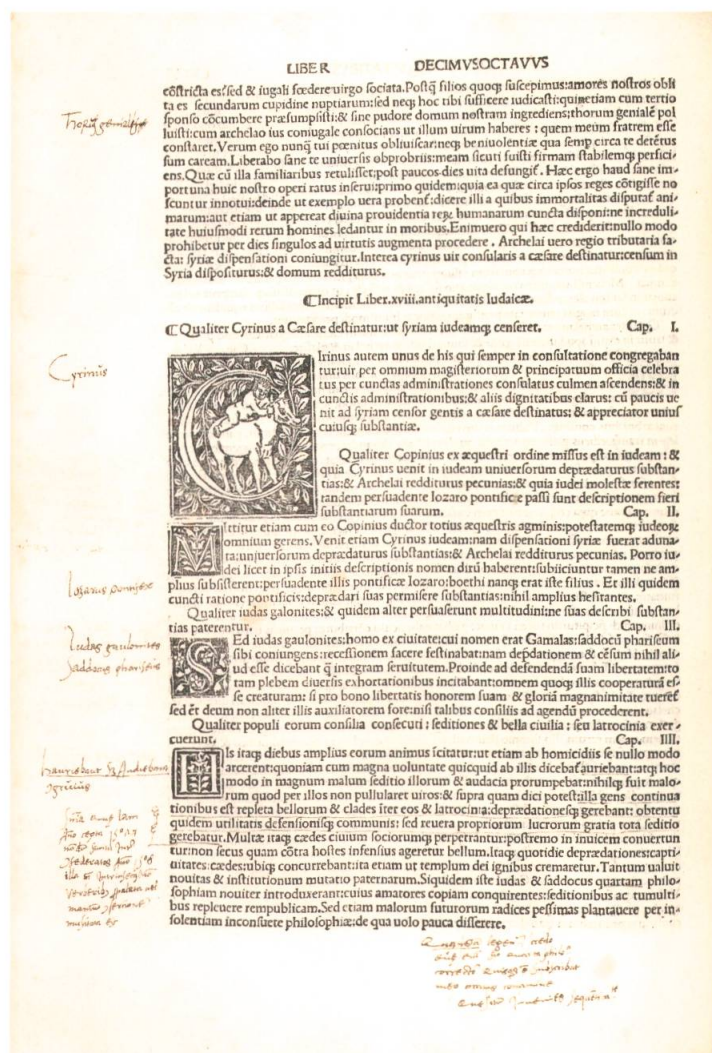 LIBER DECIMVSOCTAVVS
cõstricta es:sed & iugali fœdere uirgo sociata.Postq̃ filios quoq; suscepimus:amores nostros obli
ta es secundarum cupidine nuptiarum:sed neq; hoc tibi sufficere iudicasti:quinetiam cum tertio
sponso cõcumbere præsumpsisti:& sine pudore domum nostram ingrediens;thorum genialẽ pol
luisti:cum archelao ius coniugale consocians ut illum uirum haberes : quem meum fratrem esse
constaret. Verum ego nunq̃ tui pœnitus obliuiscar:neq; beniuolentiæ qua semp circa te detẽtus
sum caream. Liberabo sane te uniuersis obprobriis:meam sicuti fuisti firmam stabilemq; perfici-
ens. Quæ cũ illa familiaribus retulisset:post paucos dies uita defungit̃. Hæc ergo haud sane im-
portuna huic nostro operi ratus inserui:primo quidem:quia ea quæ circa ipsos reges cõtigisse no
scuntur innotui:deinde ut exemplo uera probent̃:dicere illi a quibus immortalitas disputat̃ ani-
marum:aut etiam ut appereat diuina prouidentia reꝝ humanarum cuncta disponi:ne increduli-
tate huiusmodi rerum homines ledantur in moribus.Enimuero qui hæc crediderit:nullo modo
prohibetur per dies singulos ad uirtutis augmenta procedere . Archelai uero regio tributaria fa-
cta: syriæ dispensationi coniungitur.Interea cyrinus uir consularis a cæsare destinatur:censum in
Syria dispositurus:& domum redditurus.
⸿Incipit Liber.xviii.antiquitatis Iudaicæ.
⸿Qualiter Cyrinus a Cæsare destinatur:ut syriam iudeamq; censeret. Cap. I.
Cyrinus
CIrinus autem unus de his qui semper in consultatione congregaban
tur:uir per omnium magisteriorum & principatuum officia celebra
tus per cunctas administrationes consulatus culmen ascendens:& in
cunctis administrationibus:& aliis dignitatibus clarus: cũ paucis ue
nit ad syriam censor gentis a cæsare destinatus: & appreciator unius
cuiusq; substantiæ.
Qualiter Copinius ex æquestri ordine missus est in iudeam : &
quia Cyrinus uenit in iudeam uniuersorum deprædaturus substan-
tias:& Archelai redditurus pecunias:& quia iudei molestæ ferentes:
tandem persuadente lozaro pontifice passi sunt descriptionem fieri
substantiarum suarum. Cap. II.
MIttitur etiam cum eo Copinius ductor totius æquestris agminis:potestatemq; iudeoꝝ
omnium gerens. Venit etiam Cyrinus iudeam:nam dispensationi syriæ fuerat aduna-
ta:uniuersorum deprædaturus substantias:& Archelai redditurus pecunias. Porro iu-
dei licet in ipsis initiis descriptionis nomen dirũ haberent:subiiciuntur tamen ne am-
plius subsisterent:persuadente illis pontificæ lozaro:boethi nanq; erat iste filius . Et illi quidem
cuncti ratione pontificis:deprædari suas permisere substantias:nihil amplius hesitantes.
Qualiter iudas galonites:& quidem alter persuaserunt multitudini:ne suas describi substan-
tias paterentur. Cap. III.
Iudas gaulonites
SEd iudas gaulonites:homo ex ciuitate:cui nomen erat Gamalas:saddocũ phariseum
sibi coniungens:recessionem facere festinabat:nam dep̃dationem & cẽsum nihil ali-
ud esse dicebant q̃ integram seruitutem.Proinde ad defendendã suam libertatem:to
tam plebem diuersis exhortationibus incitabant:omnem quoq; illis cooperaturã es-
se creaturam: si pro bono libertatis honorem suam & gloriã magnanimitate tueret̃
sed ẽt deum non aliter illis auxiliatorem fore:nisi talibus consiliis ad agendũ procederent.
Qualiter populi eorum consilia consecuti : seditiones & bella ciuilia : seu latrocinia exer-
cuerunt. Cap. IIII.
HIs itaq; diebus amplius eorum animus scitatur:ut etiam ab homicidiis se nullo modo
arcerent:quoniam cum magna uoluntate quicquid ab illis dicebat̃ auriebant:atq; hoc
modo in magnum malum seditio illorum & audacia prorumpebat:nihilq; fuit malo-
rum quod per illos non pullularet uiros:& supra quam dici potest:illa gens continua
tionibus est repleta bellorum & clades iter eos & latrocinia:deprædationesq; gerebant: obtentu
quidem utilitatis defensionisq; communis: sed reuera propriorum lucrorum gratia tota seditio
gerebatur.Multæ itaq; cædes ciuium sociorumq; perpetrantur:postremo in inuicem conuertun
tur:non secus quam cõtra hostes infensius ageretur bellum.Itaq; quotidie deprædationes:capti-
uitates:cædes:ubiq; concurrebant:ita etiam ut templum dei ignibus cremaretur.Tantum ualuit
nouitas & institutionum mutatio paternarum.Siquidem iste iudas & saddocus quartam philo-
sophiam nouiter introduxerant:cuius amatores copiam conquirentes:seditionibus ac tumulti-
bus repleuere rempublicam.Sed etiam malorum futurorum radices pessimas plantauere per in-
solentiam inconsuete philosophiæ:de qua uolo pauca disserere.